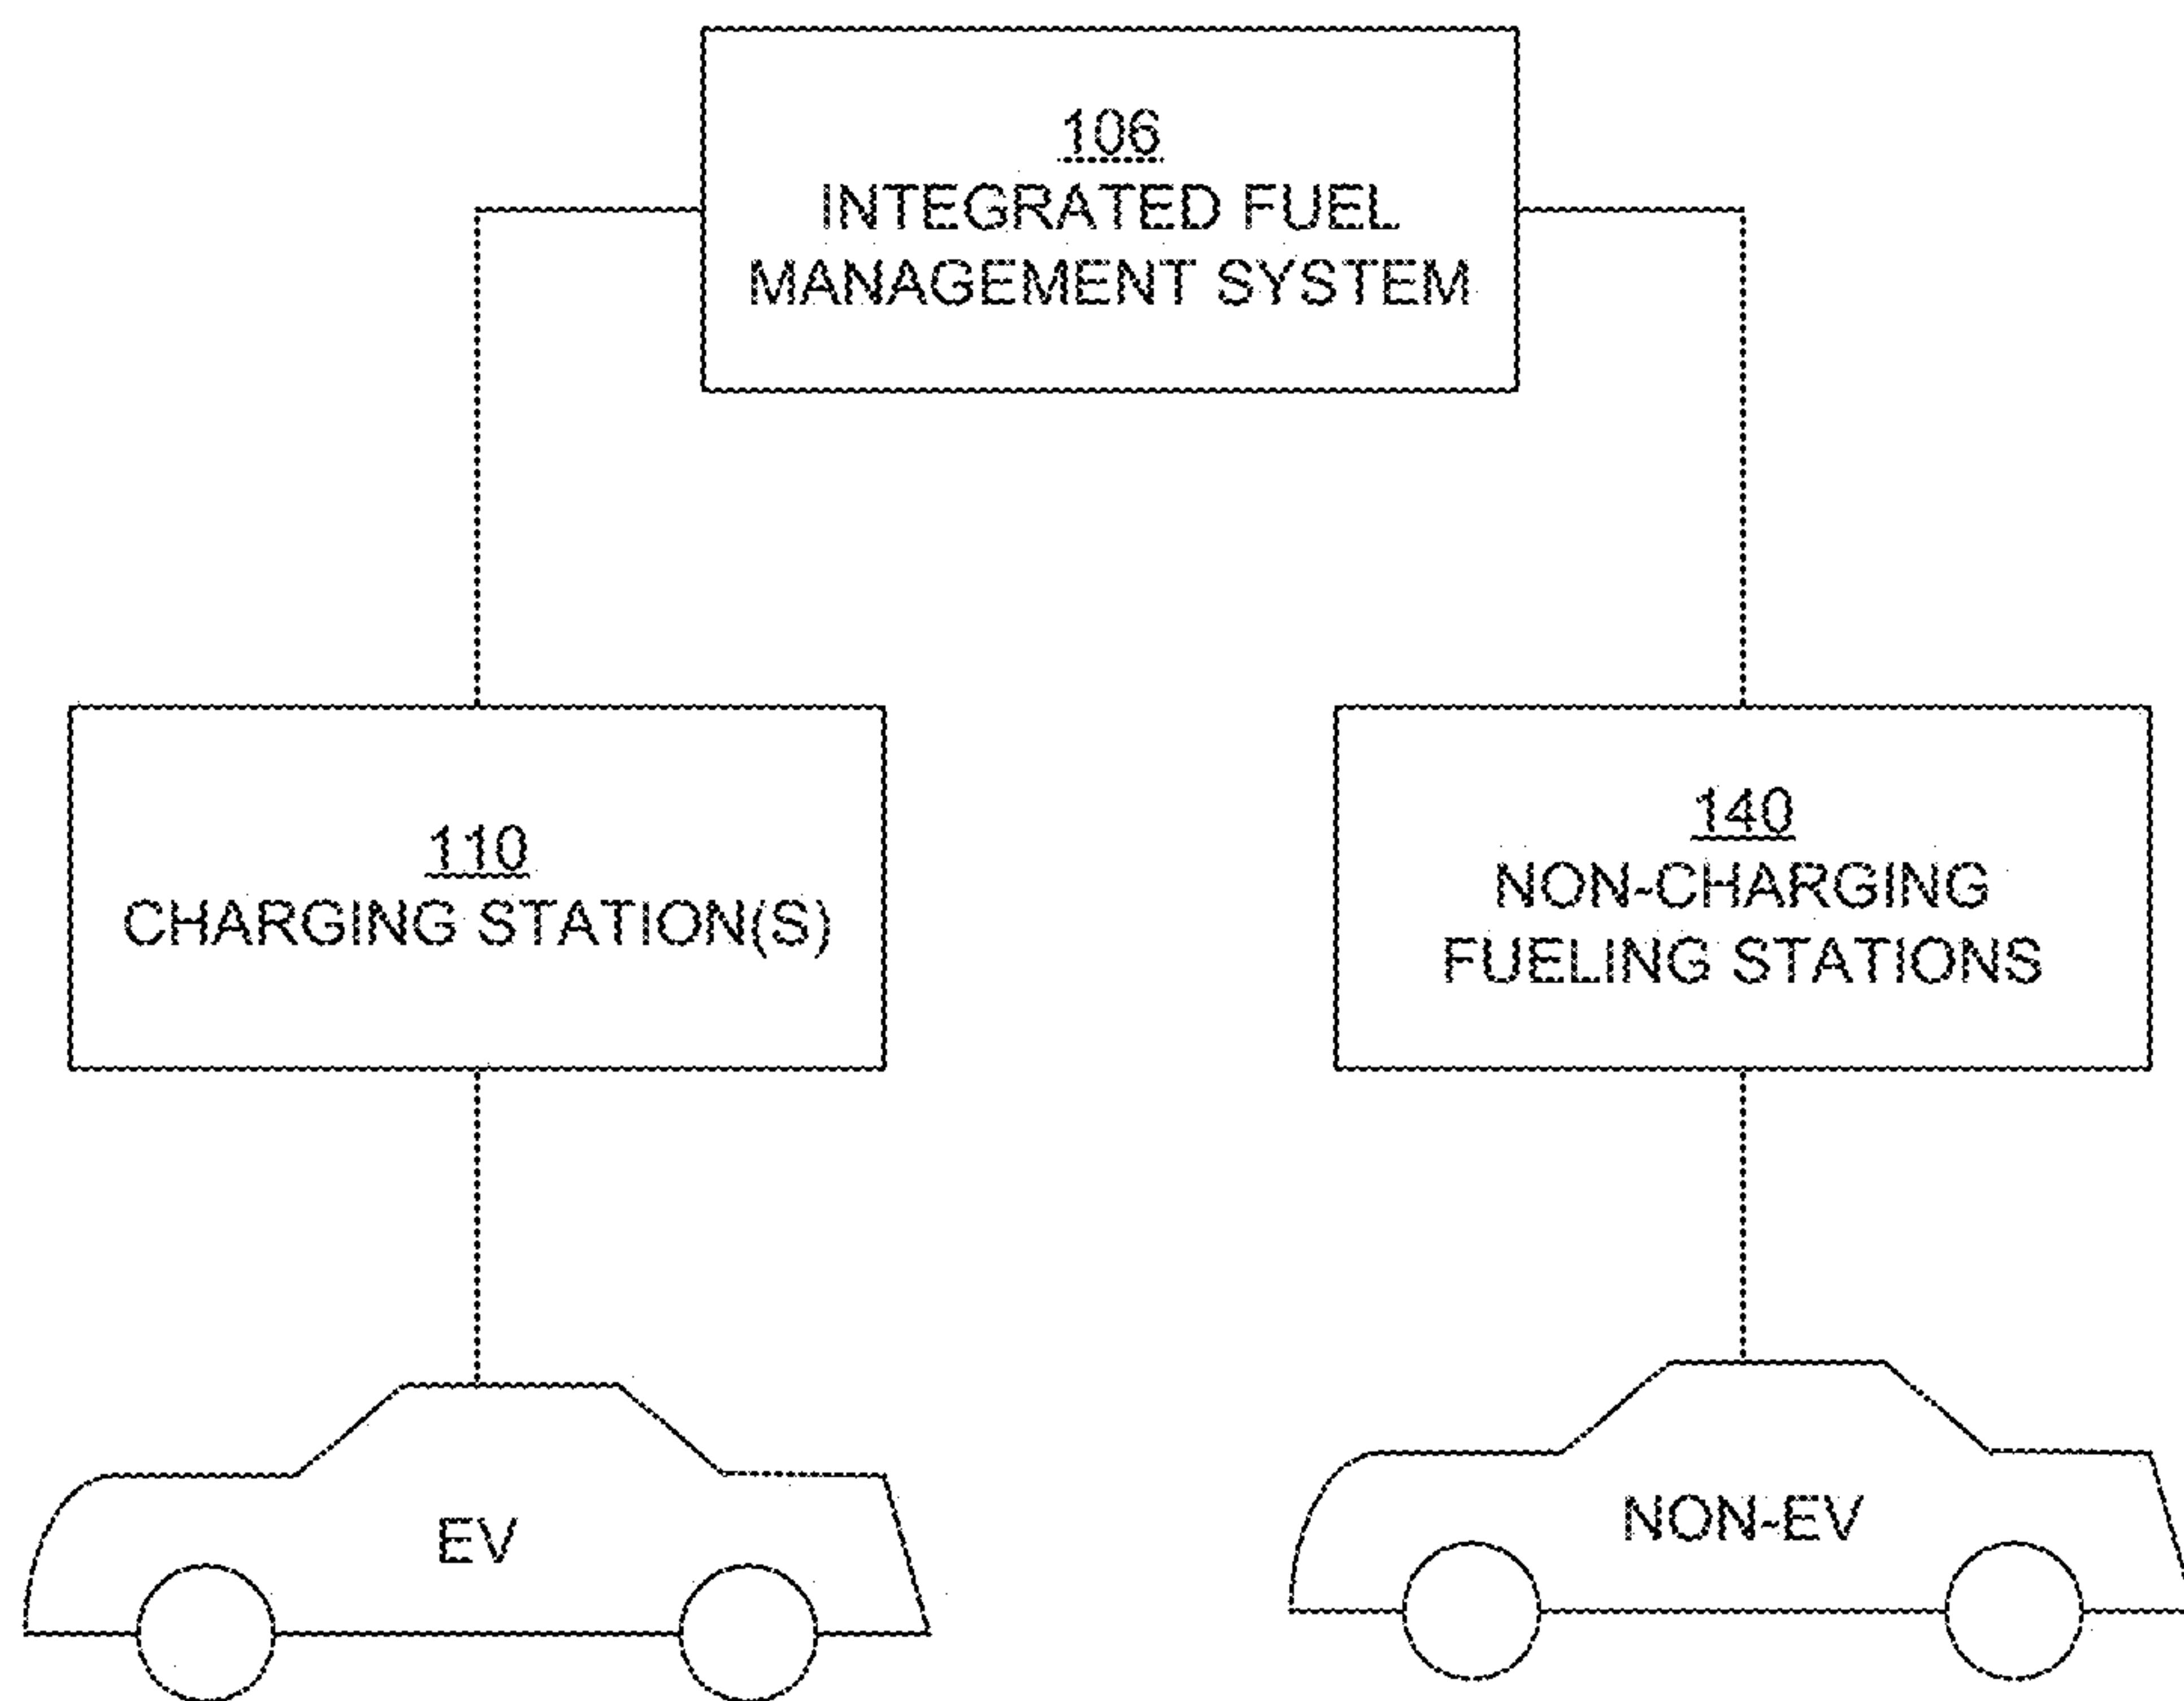 106
INTEGRATED FUEL
MANAGEMENT SYSTEM
110
CHARGING STATION(S)
140
NON-CHARGING
FUELING STATIONS
EV
NON-EV